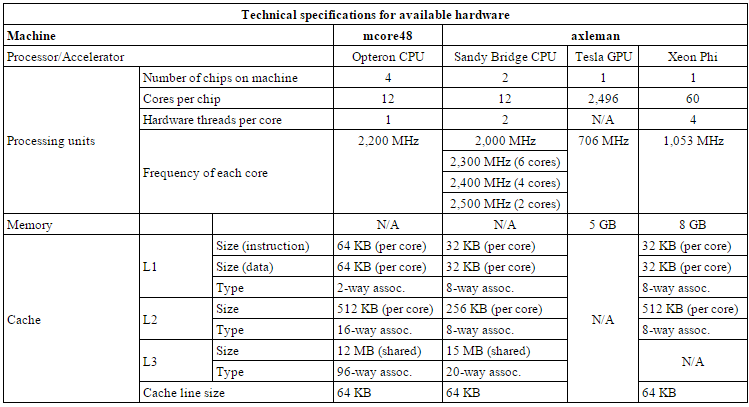 Technical specifications for available hardware
Machine mcore48 axleman
Processor/Accelerator Opteron CPU Sandy Bridge CPU Tesla GPU Xeon Phi
Processing units Number of chips on machine 4 2 1 1
Cores per chip 12 12 2,496 60
Hardware threads per core 1 2 N/A 4
Frequency of each core 2,200 MHz 2,000 MHz 706 MHz 1,053 MHz
2,300 MHz (6 cores)
2,400 MHz (4 cores)
2,500 MHz (2 cores)
Memory N/A N/A 5 GB 8 GB
Cache L1 Size (instruction) 64 KB (per core) 32 KB (per core) N/A 32 KB (per core)
Size (data) 64 KB (per core) 32 KB (per core) 32 KB (per core)
Type 2-way assoc. 8-way assoc. 8-way assoc.
L2 Size 512 KB (per core) 256 KB (per core) 512 KB (per core)
Type 16-way assoc. 8-way assoc. 8-way assoc.
L3 Size 12 MB (shared) 15 MB (shared) N/A
Type 96-way assoc. 20-way assoc.
Cache line size 64 KB 64 KB 64 KB